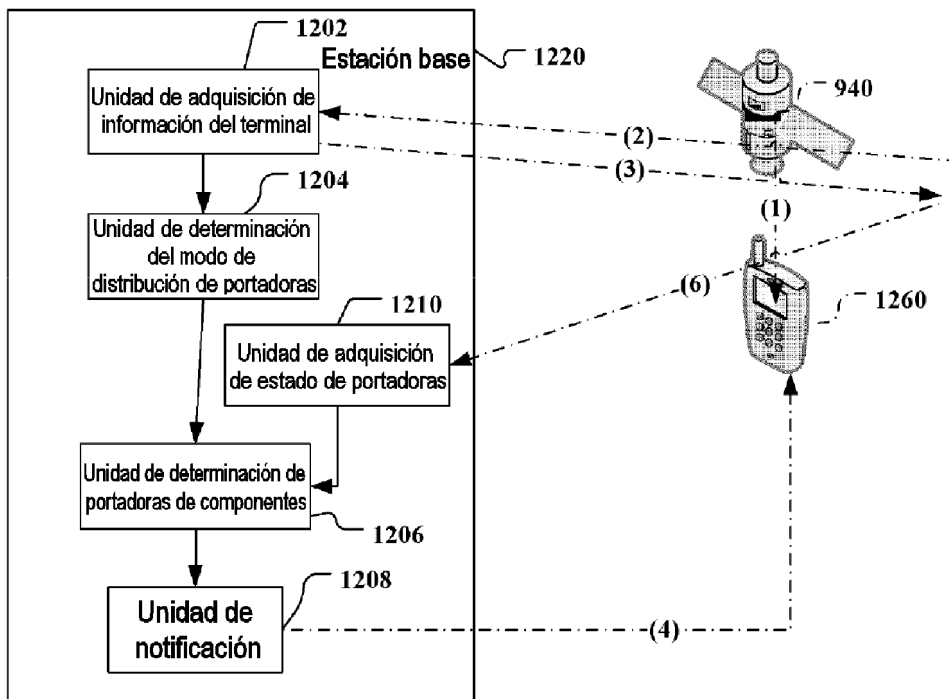 1202
Estación base
1220
Unidad de adquisición de
información del terminal
940
(2)
(3)
1204
(1)
Unidad de determinación
del modo de
distribución de portadoras
(6)
1210
1260
Unidad de adquisición
de estado de portadoras
Unidad de determinación de
portadoras de componentes
1206
1208
Unidad de
notificación
(4)